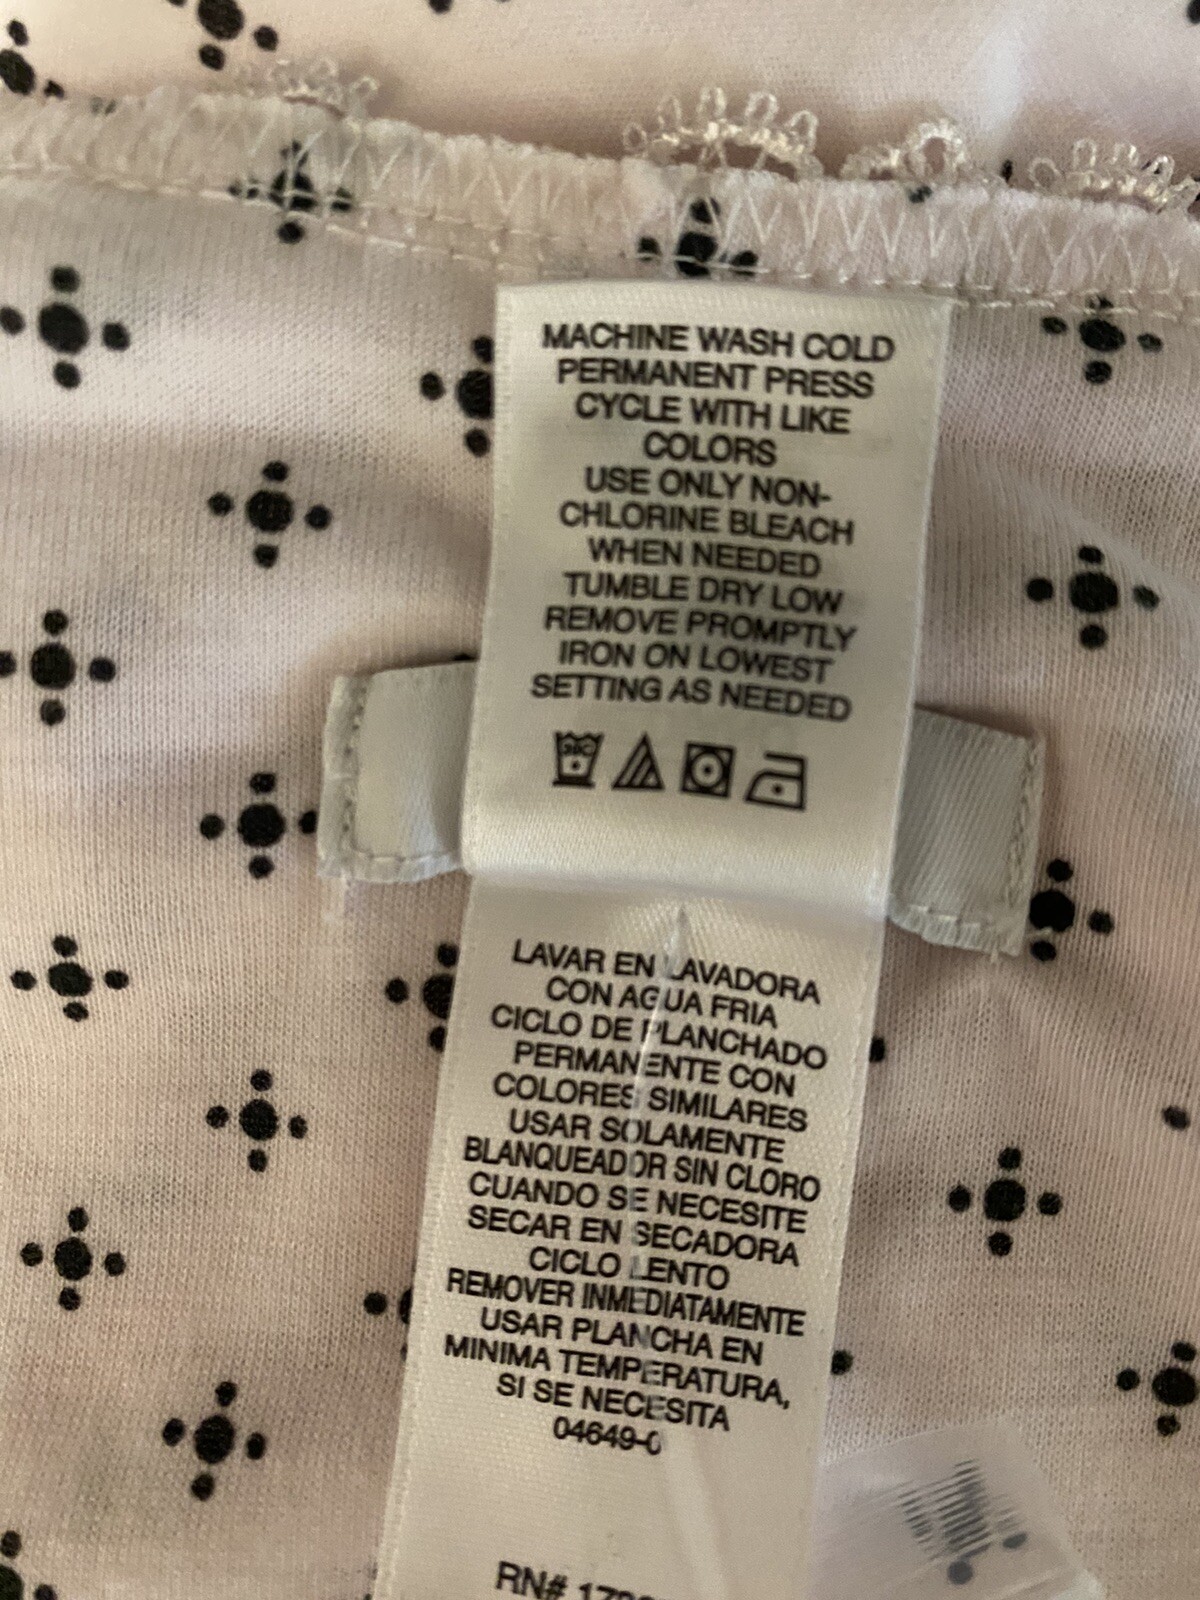 MACHINE WASH COLD
PERMANENT PRESS
CYCLE WITH LIKE
COLORS
USE ONLY NON-
CHLORINE BLEACH
WHEN NEEDED
TUMBLE DRY LOW
REMOVE PROMPTLY
IRON ON LOWEST
SETTING AS NEEDED
30C
LAVAR EN LAVADORA
CON AGUA FRIA
CICLO DE PLANCHADO
PERMANENTE CON
COLORES SIMILARES
USAR SOLAMENTE
BLANQUEADOR SIN CLORO
CUANDO SE NECESITE
SECAR EN SECADORA
CICLO LENTO
REMOVER INMEDIATAMENTE
USAR PLANCHA EN
MINIMA TEMPERATURA,
SI SE NECESITA
04649-0
RN#